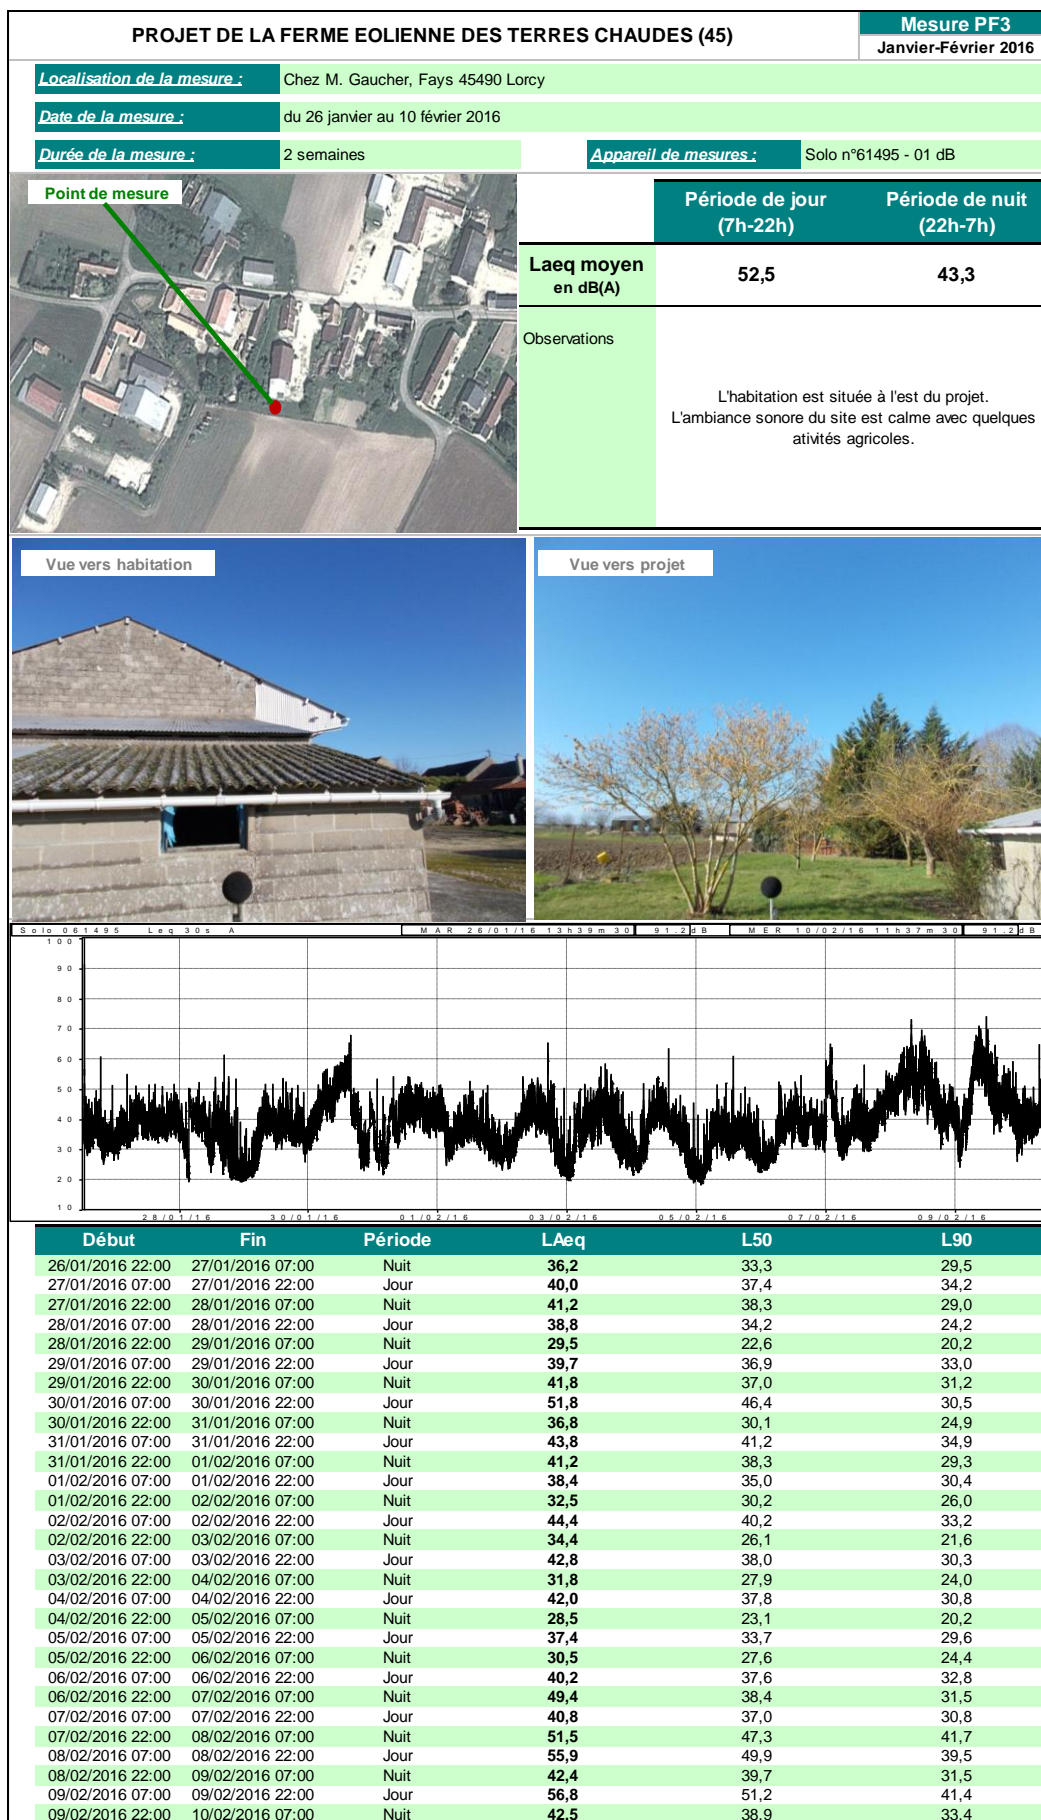 PROJET DE LA FERME EOLIENNE DES TERRES CHAUDES (45)
Mesure PF3
Janvier-Février 2016
Localisation de la mesure :
Chez M. Gaucher, Fays 45490 Lorcy
Date de la mesure :
du 26 janvier au 10 février 2016
Durée de la mesure :
2 semaines
Appareil de mesures :
Solo n°61495 - 01 dB
Point de mesure
Période de jour
(7h-22h)
Période de nuit
(22h-7h)
Laeq moyen
en dB(A)
52,5
43,3
Observations
L'habitation est située à l'est du projet.
L'ambiance sonore du site est calme avec quelques
ativités agricoles.
Vue vers habitation
Vue vers projet
Solo 061495 Leq 30s A MAR 26/01/16 13h39m30 91.2dB MER 10/02/16 11h37m30 91.2dB
100
90
80
70
60
50
40
30
20
10
28/01/16 30/01/16 01/02/16 03/02/16 05/02/16 07/02/16 09/02/16
Début Fin Période LAeq L50 L90
26/01/2016 22:00 27/01/2016 07:00 Nuit 36,2 33,3 29,5
27/01/2016 07:00 27/01/2016 22:00 Jour 40,0 37,4 34,2
27/01/2016 22:00 28/01/2016 07:00 Nuit 41,2 38,3 29,0
28/01/2016 07:00 28/01/2016 22:00 Jour 38,8 34,2 24,2
28/01/2016 22:00 29/01/2016 07:00 Nuit 29,5 22,6 20,2
29/01/2016 07:00 29/01/2016 22:00 Jour 39,7 36,9 33,0
29/01/2016 22:00 30/01/2016 07:00 Nuit 41,8 37,0 31,2
30/01/2016 07:00 30/01/2016 22:00 Jour 51,8 46,4 30,5
30/01/2016 22:00 31/01/2016 07:00 Nuit 36,8 30,1 24,9
31/01/2016 07:00 31/01/2016 22:00 Jour 43,8 41,2 34,9
31/01/2016 22:00 01/02/2016 07:00 Nuit 41,2 38,3 29,3
01/02/2016 07:00 01/02/2016 22:00 Jour 38,4 35,0 30,4
01/02/2016 22:00 02/02/2016 07:00 Nuit 32,5 30,2 26,0
02/02/2016 07:00 02/02/2016 22:00 Jour 44,4 40,2 33,2
02/02/2016 22:00 03/02/2016 07:00 Nuit 34,4 26,1 21,6
03/02/2016 07:00 03/02/2016 22:00 Jour 42,8 38,0 30,3
03/02/2016 22:00 04/02/2016 07:00 Nuit 31,8 27,9 24,0
04/02/2016 07:00 04/02/2016 22:00 Jour 42,0 37,8 30,8
04/02/2016 22:00 05/02/2016 07:00 Nuit 28,5 23,1 20,2
05/02/2016 07:00 05/02/2016 22:00 Jour 37,4 33,7 29,6
05/02/2016 22:00 06/02/2016 07:00 Nuit 30,5 27,6 24,4
06/02/2016 07:00 06/02/2016 22:00 Jour 40,2 37,6 32,8
06/02/2016 22:00 07/02/2016 07:00 Nuit 49,4 38,4 31,5
07/02/2016 07:00 07/02/2016 22:00 Jour 40,8 37,0 30,8
07/02/2016 22:00 08/02/2016 07:00 Nuit 51,5 47,3 41,7
08/02/2016 07:00 08/02/2016 22:00 Jour 55,9 49,9 39,5
08/02/2016 22:00 09/02/2016 07:00 Nuit 42,4 39,7 31,5
09/02/2016 07:00 09/02/2016 22:00 Jour 56,8 51,2 41,4
09/02/2016 22:00 10/02/2016 07:00 Nuit 42,5 38,9 33,4